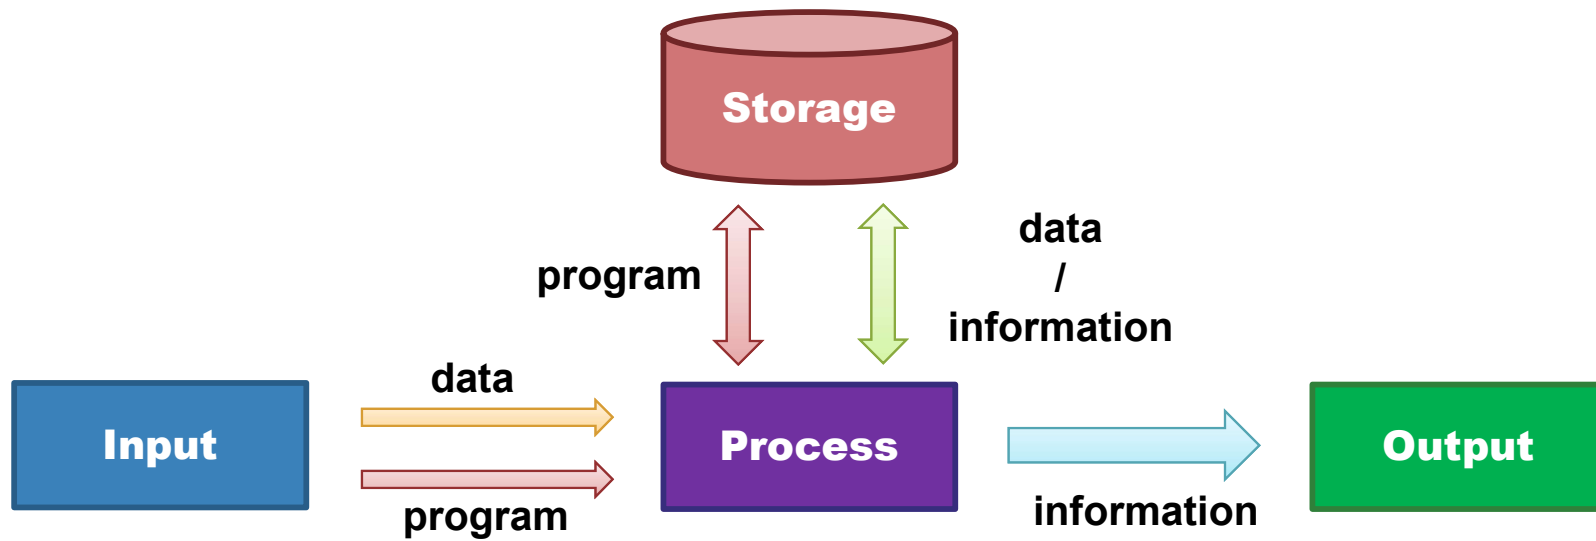 Storage
program
data
/
information
data
Input
Process
Output
program
information